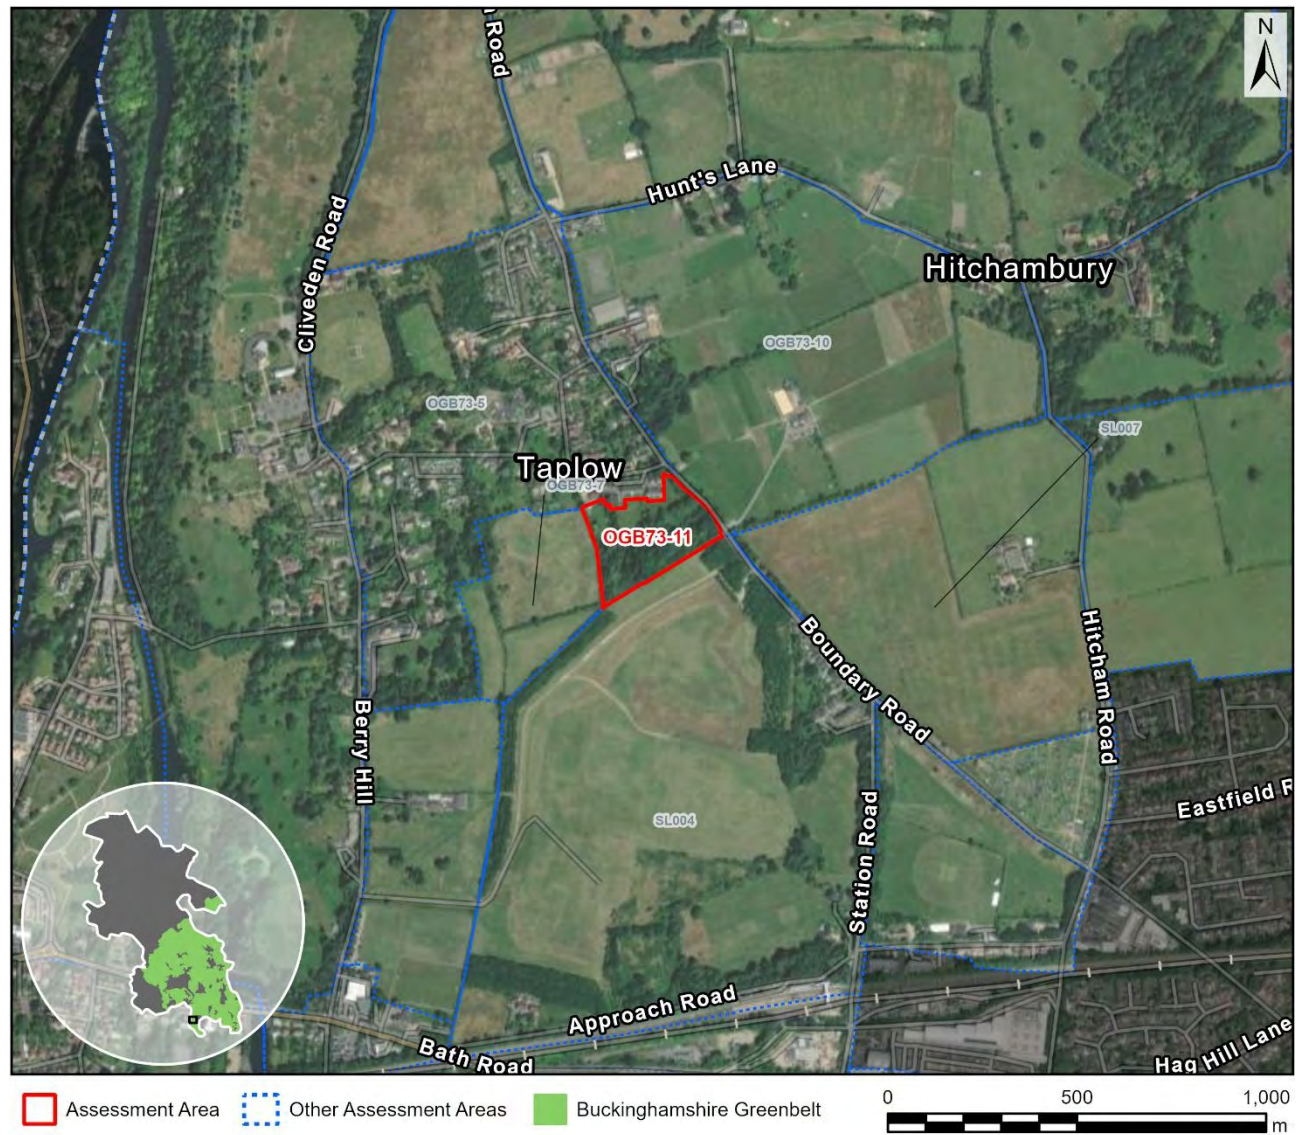 N
n Road
Hunt's Lane
Cliveden Road
Hitchambury
OGB73-10
OGB73-5
SL007
Taplow
OGB73-7
OGB73-11
Boundary Road
Hitcham Road
Berry Hill
Eastfield R
SL004
Station Road
Approach Road
Bath Road
Hag Hill Lane
Assessment Area
Other Assessment Areas
Buckinghamshire Greenbelt
0 500 1,000
m